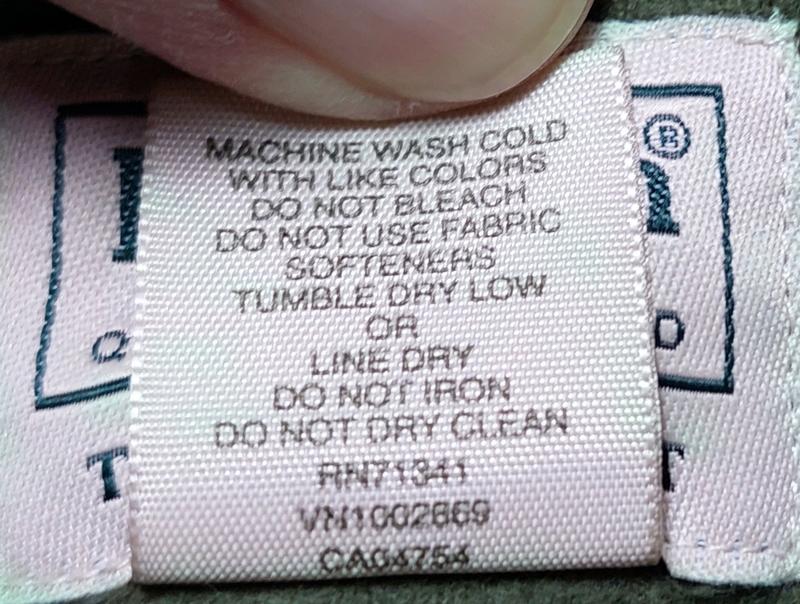 MACHINE WASH COLD
WITH LIKE COLORS
DO NOT BLEACH
DO NOT USE FABRIC
SOFTENERS
TUMBLE DRY LOW
OR
LINE DRY
DO NOT IRON
DO NOT DRY CLEAN
RN71341
VN1002869
CA04754